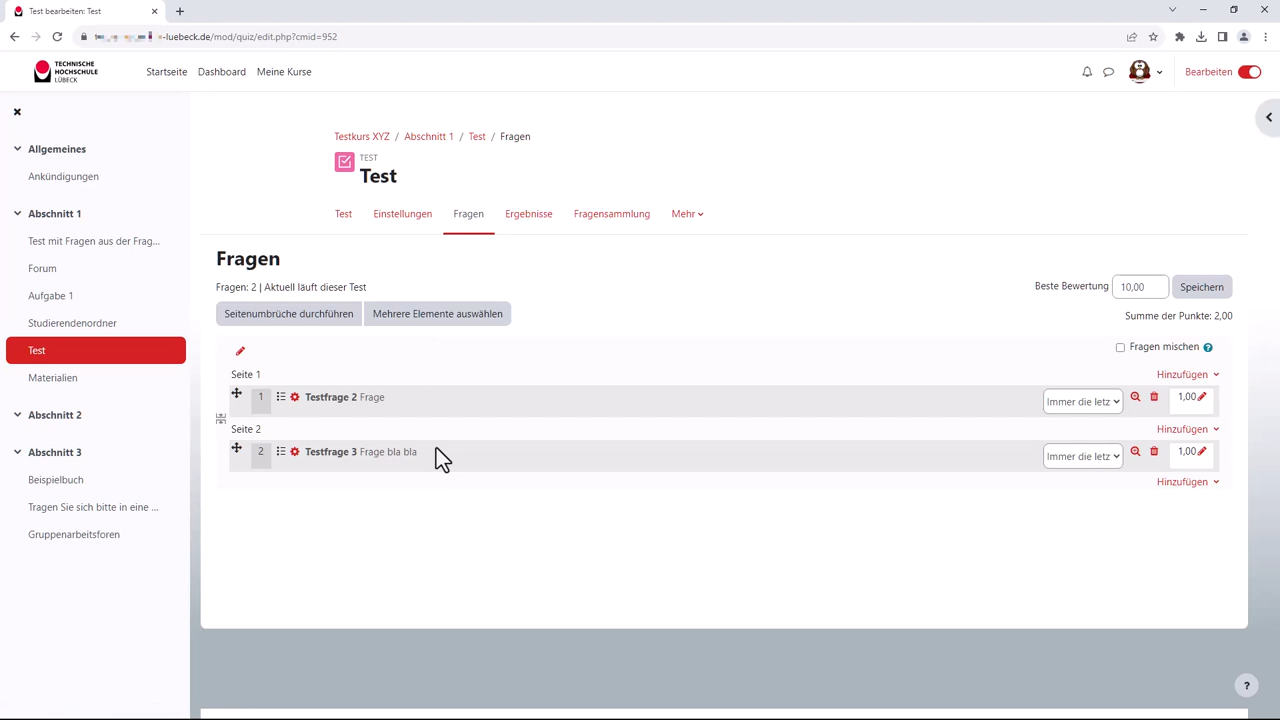 Test bearbeiten: Test
-luebeck.de/mod/quiz/edit.php?cmid=952
TECHNISCHE
HOCHSCHULE
LÜBECK
Startseite Dashboard Meine Kurse
Bearbeiten
Allgemeines
Ankündigungen
Abschnitt 1
Test mit Fragen aus der Frag...
Forum
Aufgabe 1
Studierendenordner
Test
Materialien
Abschnitt 2
Abschnitt 3
Beispielbuch
Tragen Sie sich bitte in eine ...
Gruppenarbeitsforen
Testkurs XYZ / Abschnitt 1 / Test / Fragen
TEST
Test
Test Einstellungen Fragen Ergebnisse Fragensammlung Mehr
Fragen
Fragen: 2 | Aktuell läuft dieser Test
Beste Bewertung 10,00 Speichern
Seitenumbrüche durchführen Mehrere Elemente auswählen
Summe der Punkte: 2,00
Fragen mischen ?
Seite 1 Hinzufügen
1 Testfrage 2 Frage Immer die letz 1,00
Seite 2 Hinzufügen
2 Testfrage 3 Frage bla bla Immer die letz 1,00
Hinzufügen
?